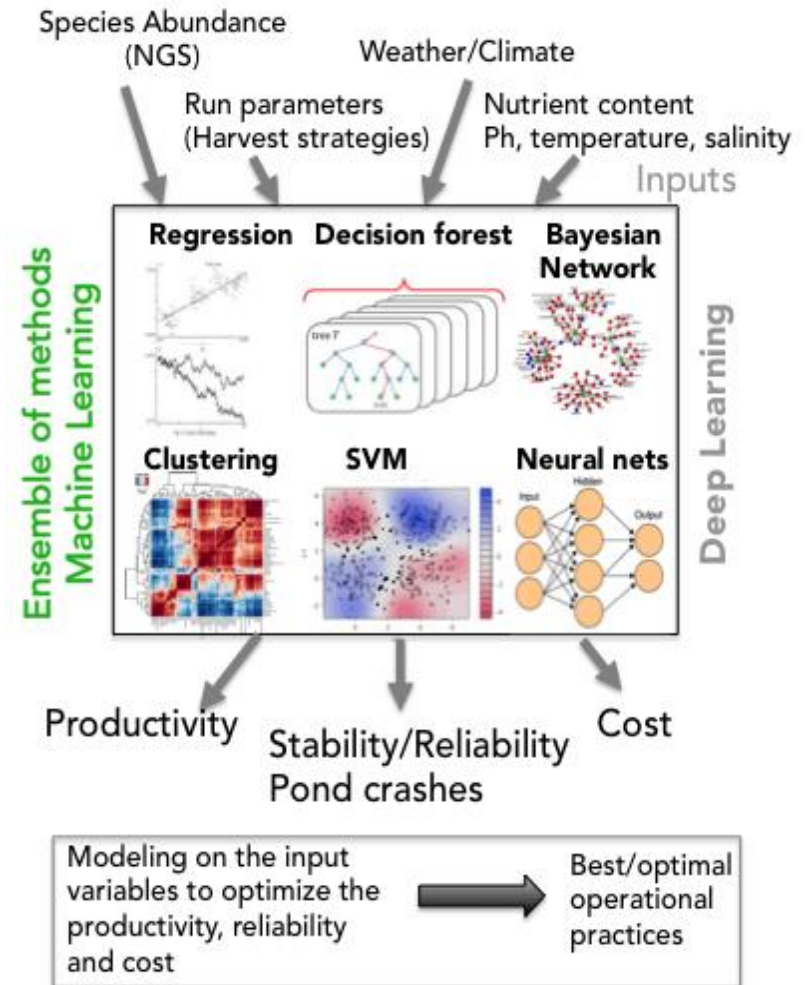 Species Abundance
(NGS)
Weather/Climate
Run parameters
(Harvest strategies)
Nutrient content
Ph, temperature, salinity
Inputs
Ensemble of methods
Machine Learning
Deep Learning
Regression
Decision forest
Bayesian
Network
tree T
Clustering
SVM
Neural nets
Input
Hidden
Output
Productivity
Stability/Reliability
Pond crashes
Cost
Modeling on the input
variables to optimize the
productivity, reliability
and cost
Best/optimal
operational
practices